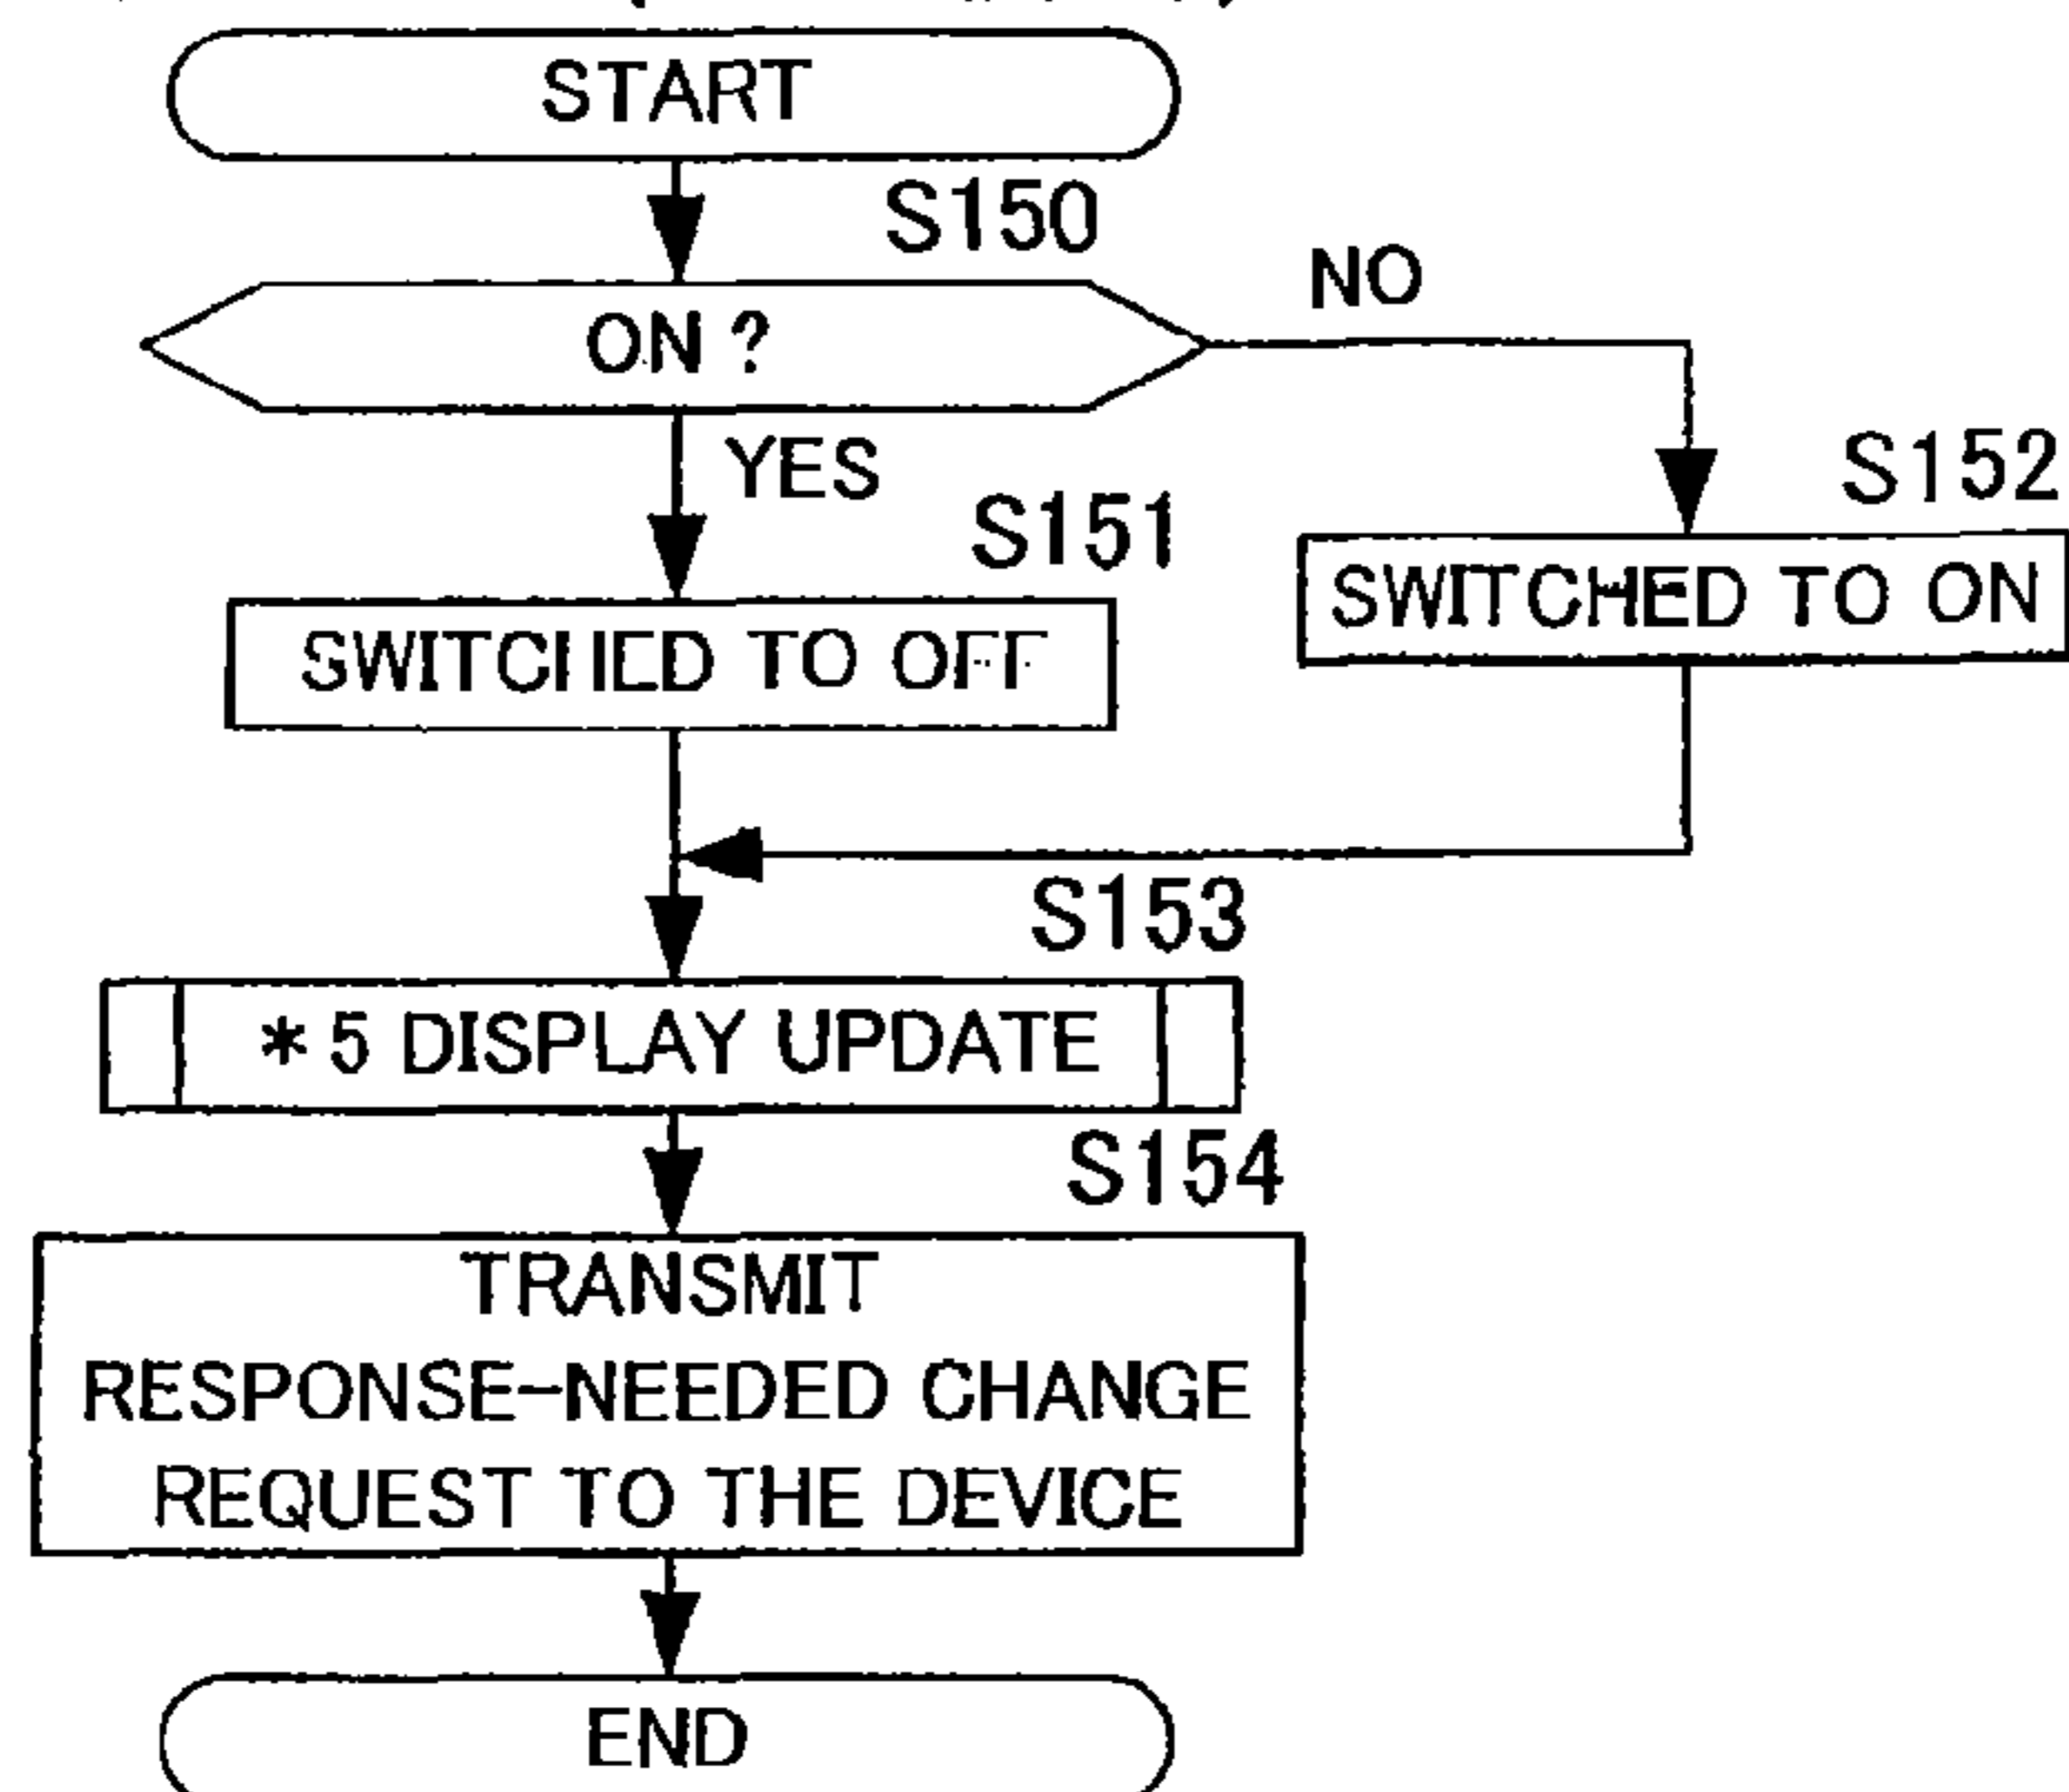 START
S150
ON ?
NO
YES
S151
S152
SWITCHED TO OFF
SWITCHED TO ON
S153
* 5 DISPLAY UPDATE
S154
TRANSMIT
RESPONSE-NEEDED CHANGE
REQUEST TO THE DEVICE
END